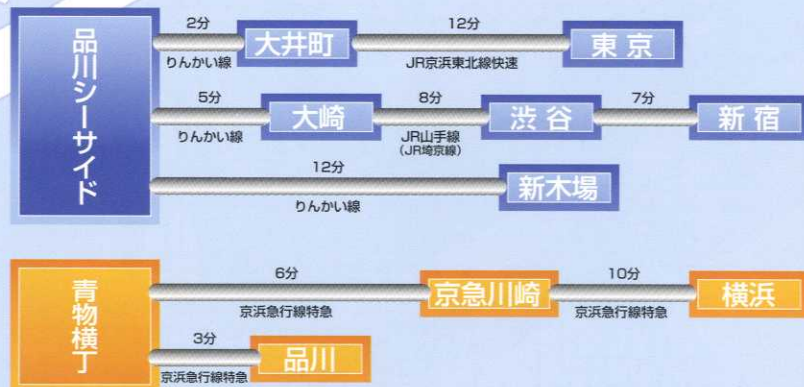 品川シーサイド
2分
りんかい線
大井町
12分
JR京浜東北線快速
東京
5分
りんかい線
大崎
8分
JR山手線
(JR埼京線)
渋谷
7分
新宿
12分
りんかい線
新木場
青物横丁
6分
京浜急行線特急
京急川崎
10分
京浜急行線特急
横浜
3分
京浜急行線特急
品川